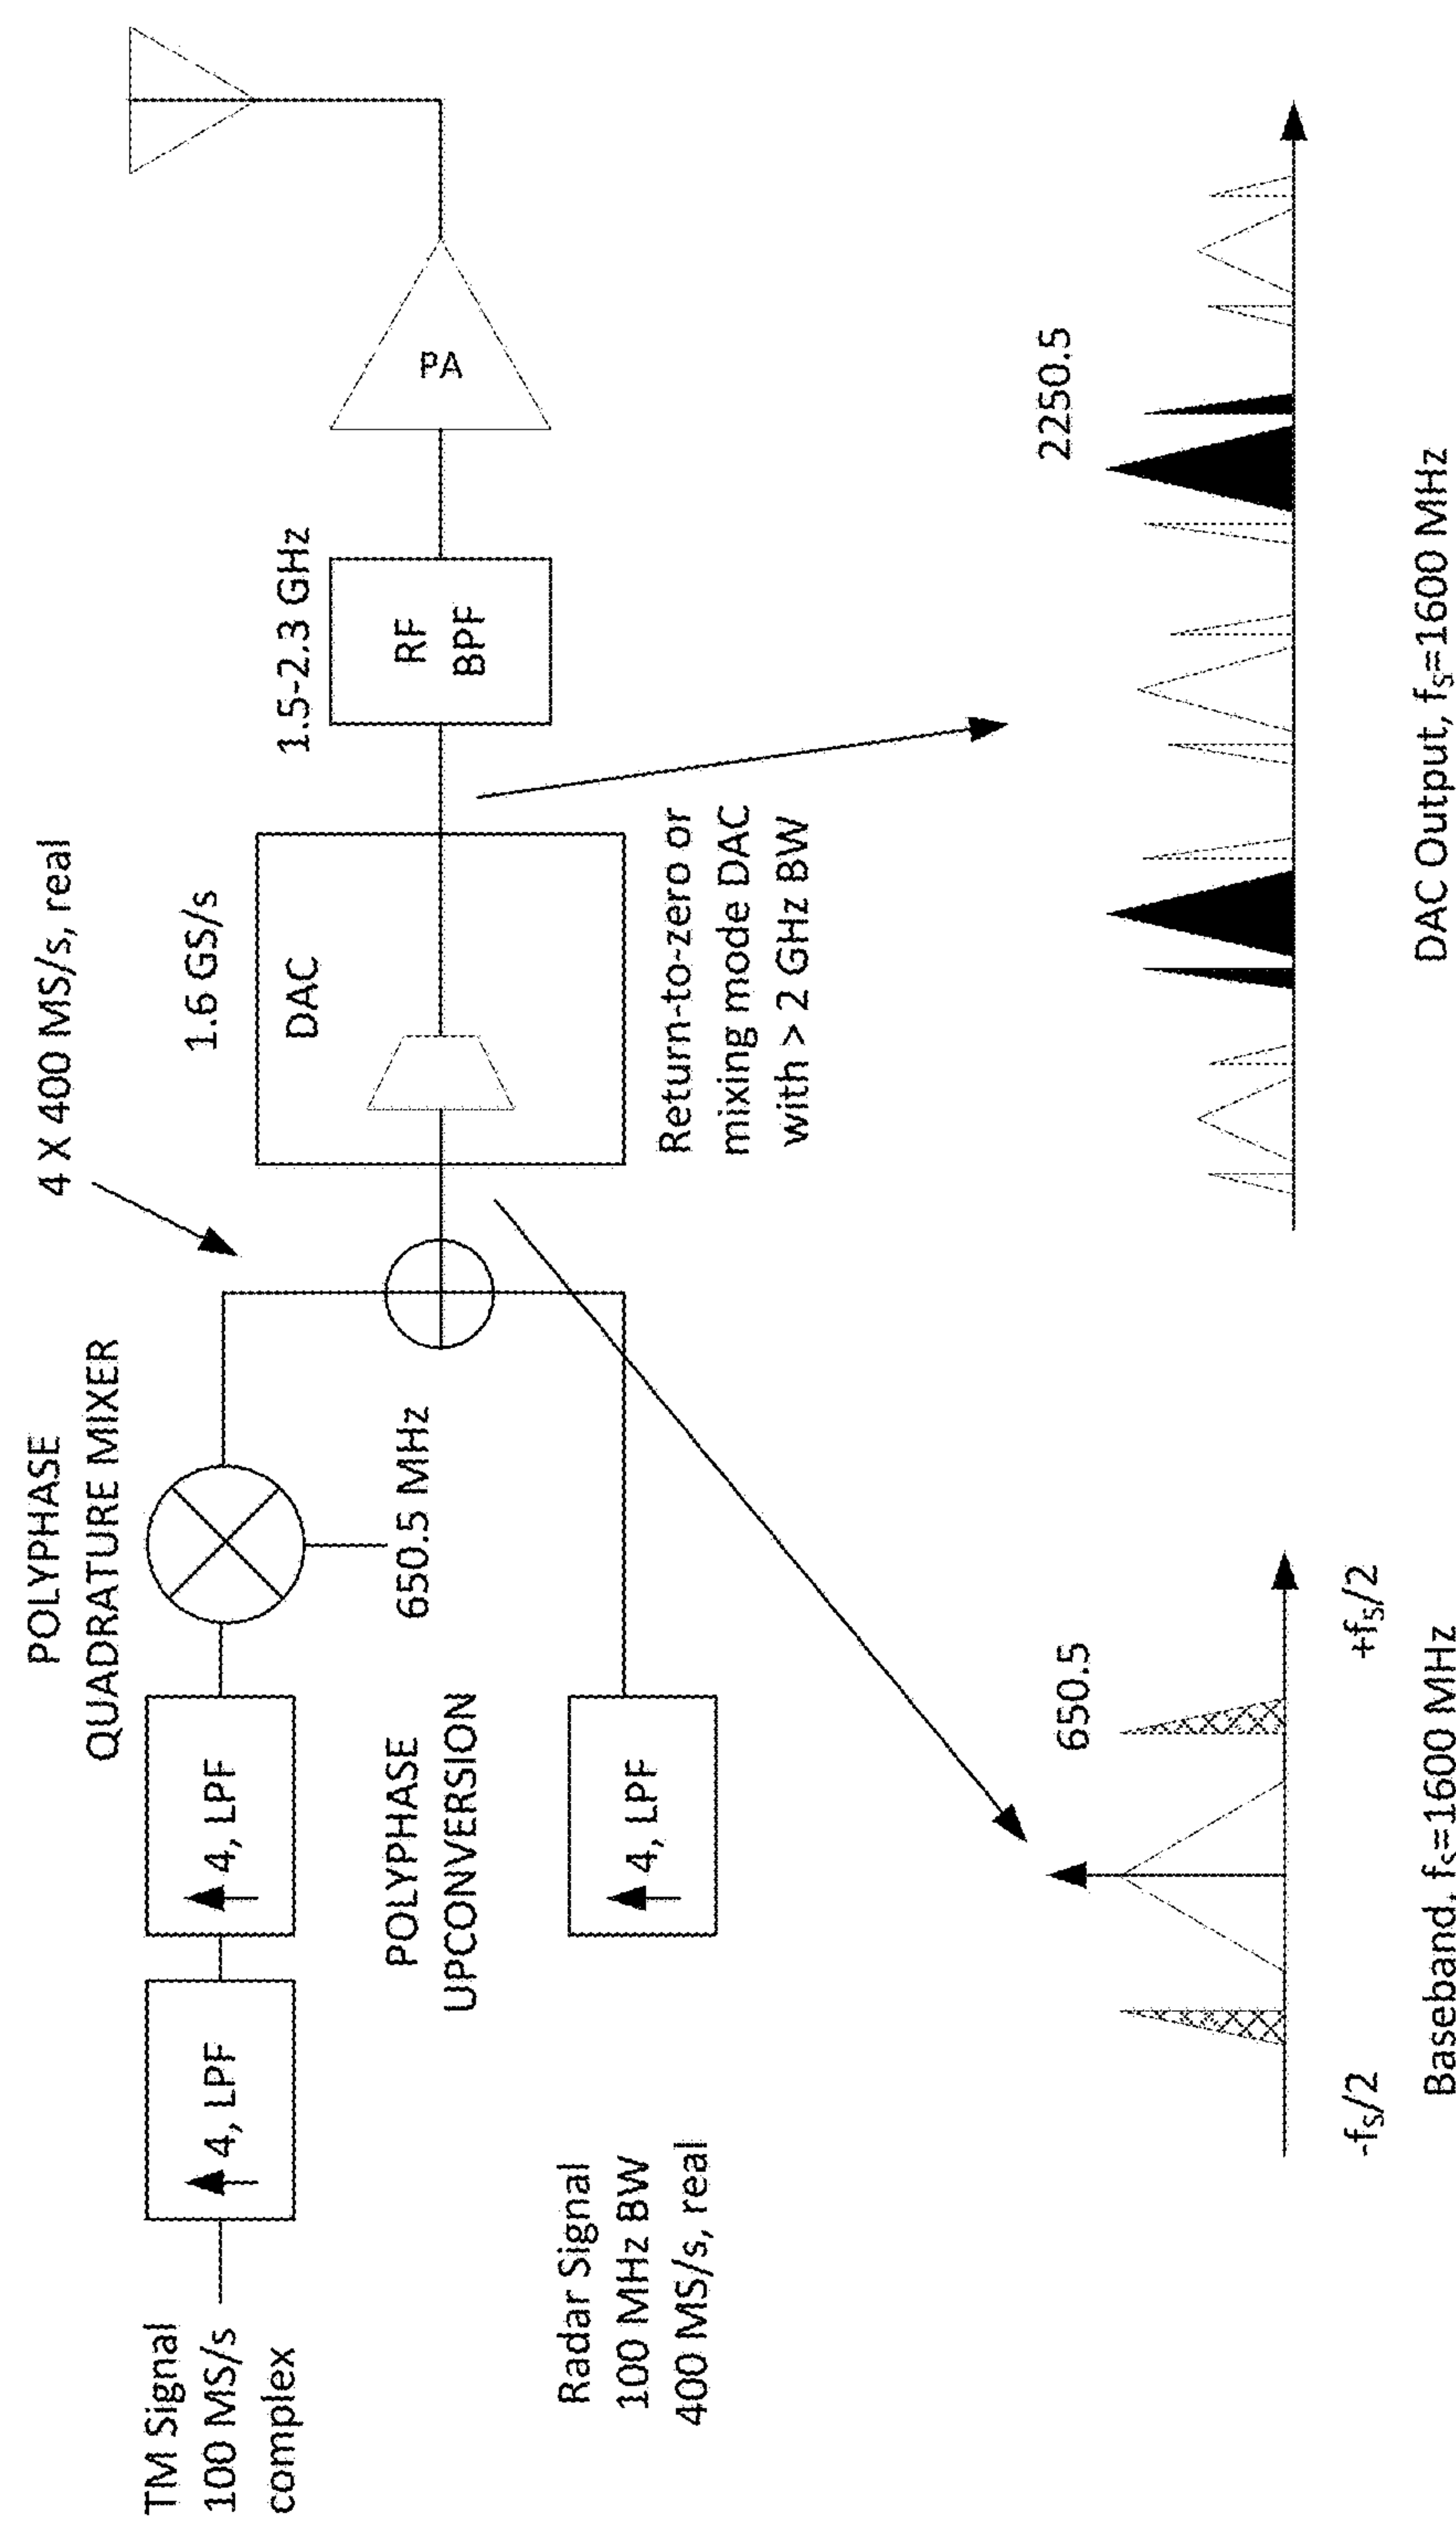 POLYPHASE
QUADRATURE MIXER
4 X 400 MS/s, real
TM Signal
100 MS/s
complex
4, LPF
4, LPF
650.5 MHz
1.6 GS/s
DAC
1.5-2.3 GHz
RF
BPF
PA
POLYPHASE
UPCONVERSION
Radar Signal
100 MHz BW
400 MS/s, real
4, LPF
Return-to-zero or
mixing mode DAC
with > 2 GHz BW
650.5
-fS/2
+fS/2
Baseband, fS=1600 MHz
2250.5
DAC Output, fS=1600 MHz